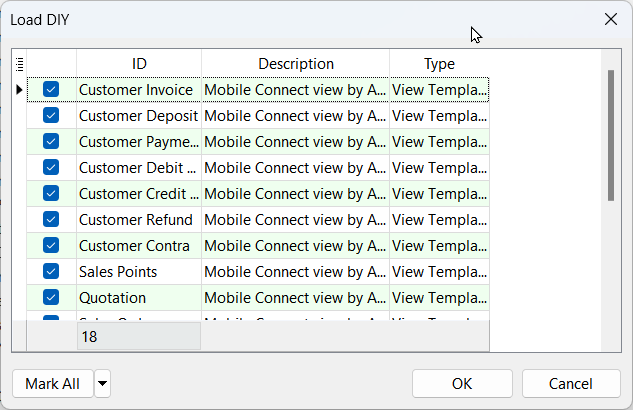 Load DIY
ID Description Type
Customer Invoice Mobile Connect view by A... View Templa...
Customer Deposit Mobile Connect view by A... View Templa...
Customer Payme... Mobile Connect view by A... View Templa...
Customer Debit ... Mobile Connect view by A... View Templa...
Customer Credit ... Mobile Connect view by A... View Templa...
Customer Refund Mobile Connect view by A... View Templa...
Customer Contra Mobile Connect view by A... View Templa...
Sales Points Mobile Connect view by A... View Templa...
Quotation Mobile Connect view by A... View Templa...
18
Mark All OK Cancel